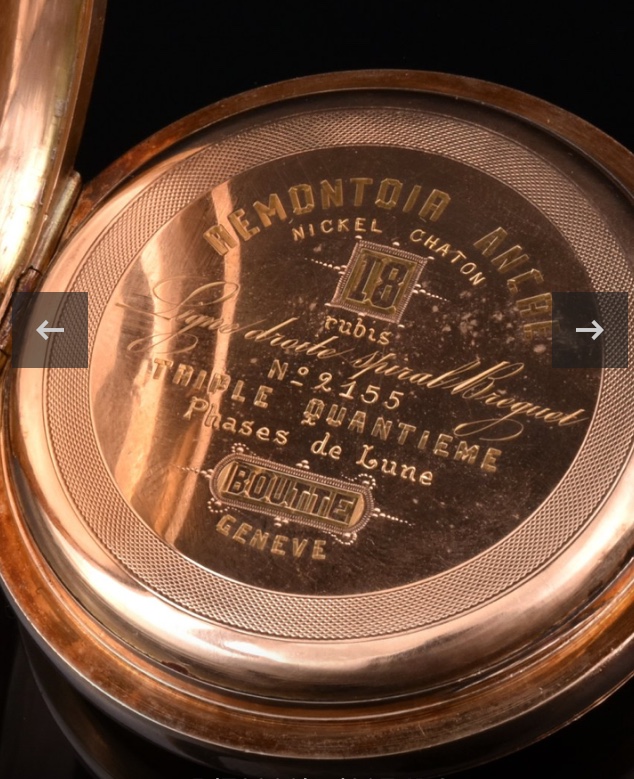 REMONTOIR ANCRE
NICKEL CHATON
18
rubis
Ligne droite Spiral Breguet
Nº 2155
TRIPLE QUANTIEME
Phases de Lune
BOUTTE
GENEVE